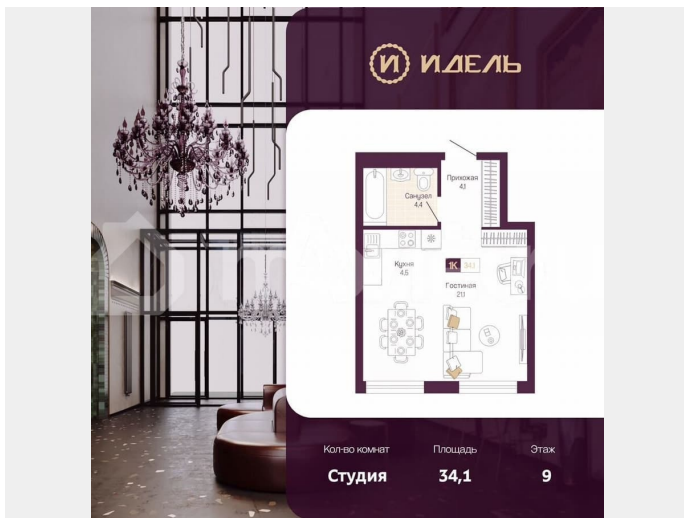 И ИДЕЛЬ
Прихожая
4.1
Санузел
4.4
1К 34.1
Кухня
4.5
Гостиная
21.1
Кол-во комнат Площадь Этаж
Студия 34,1 9